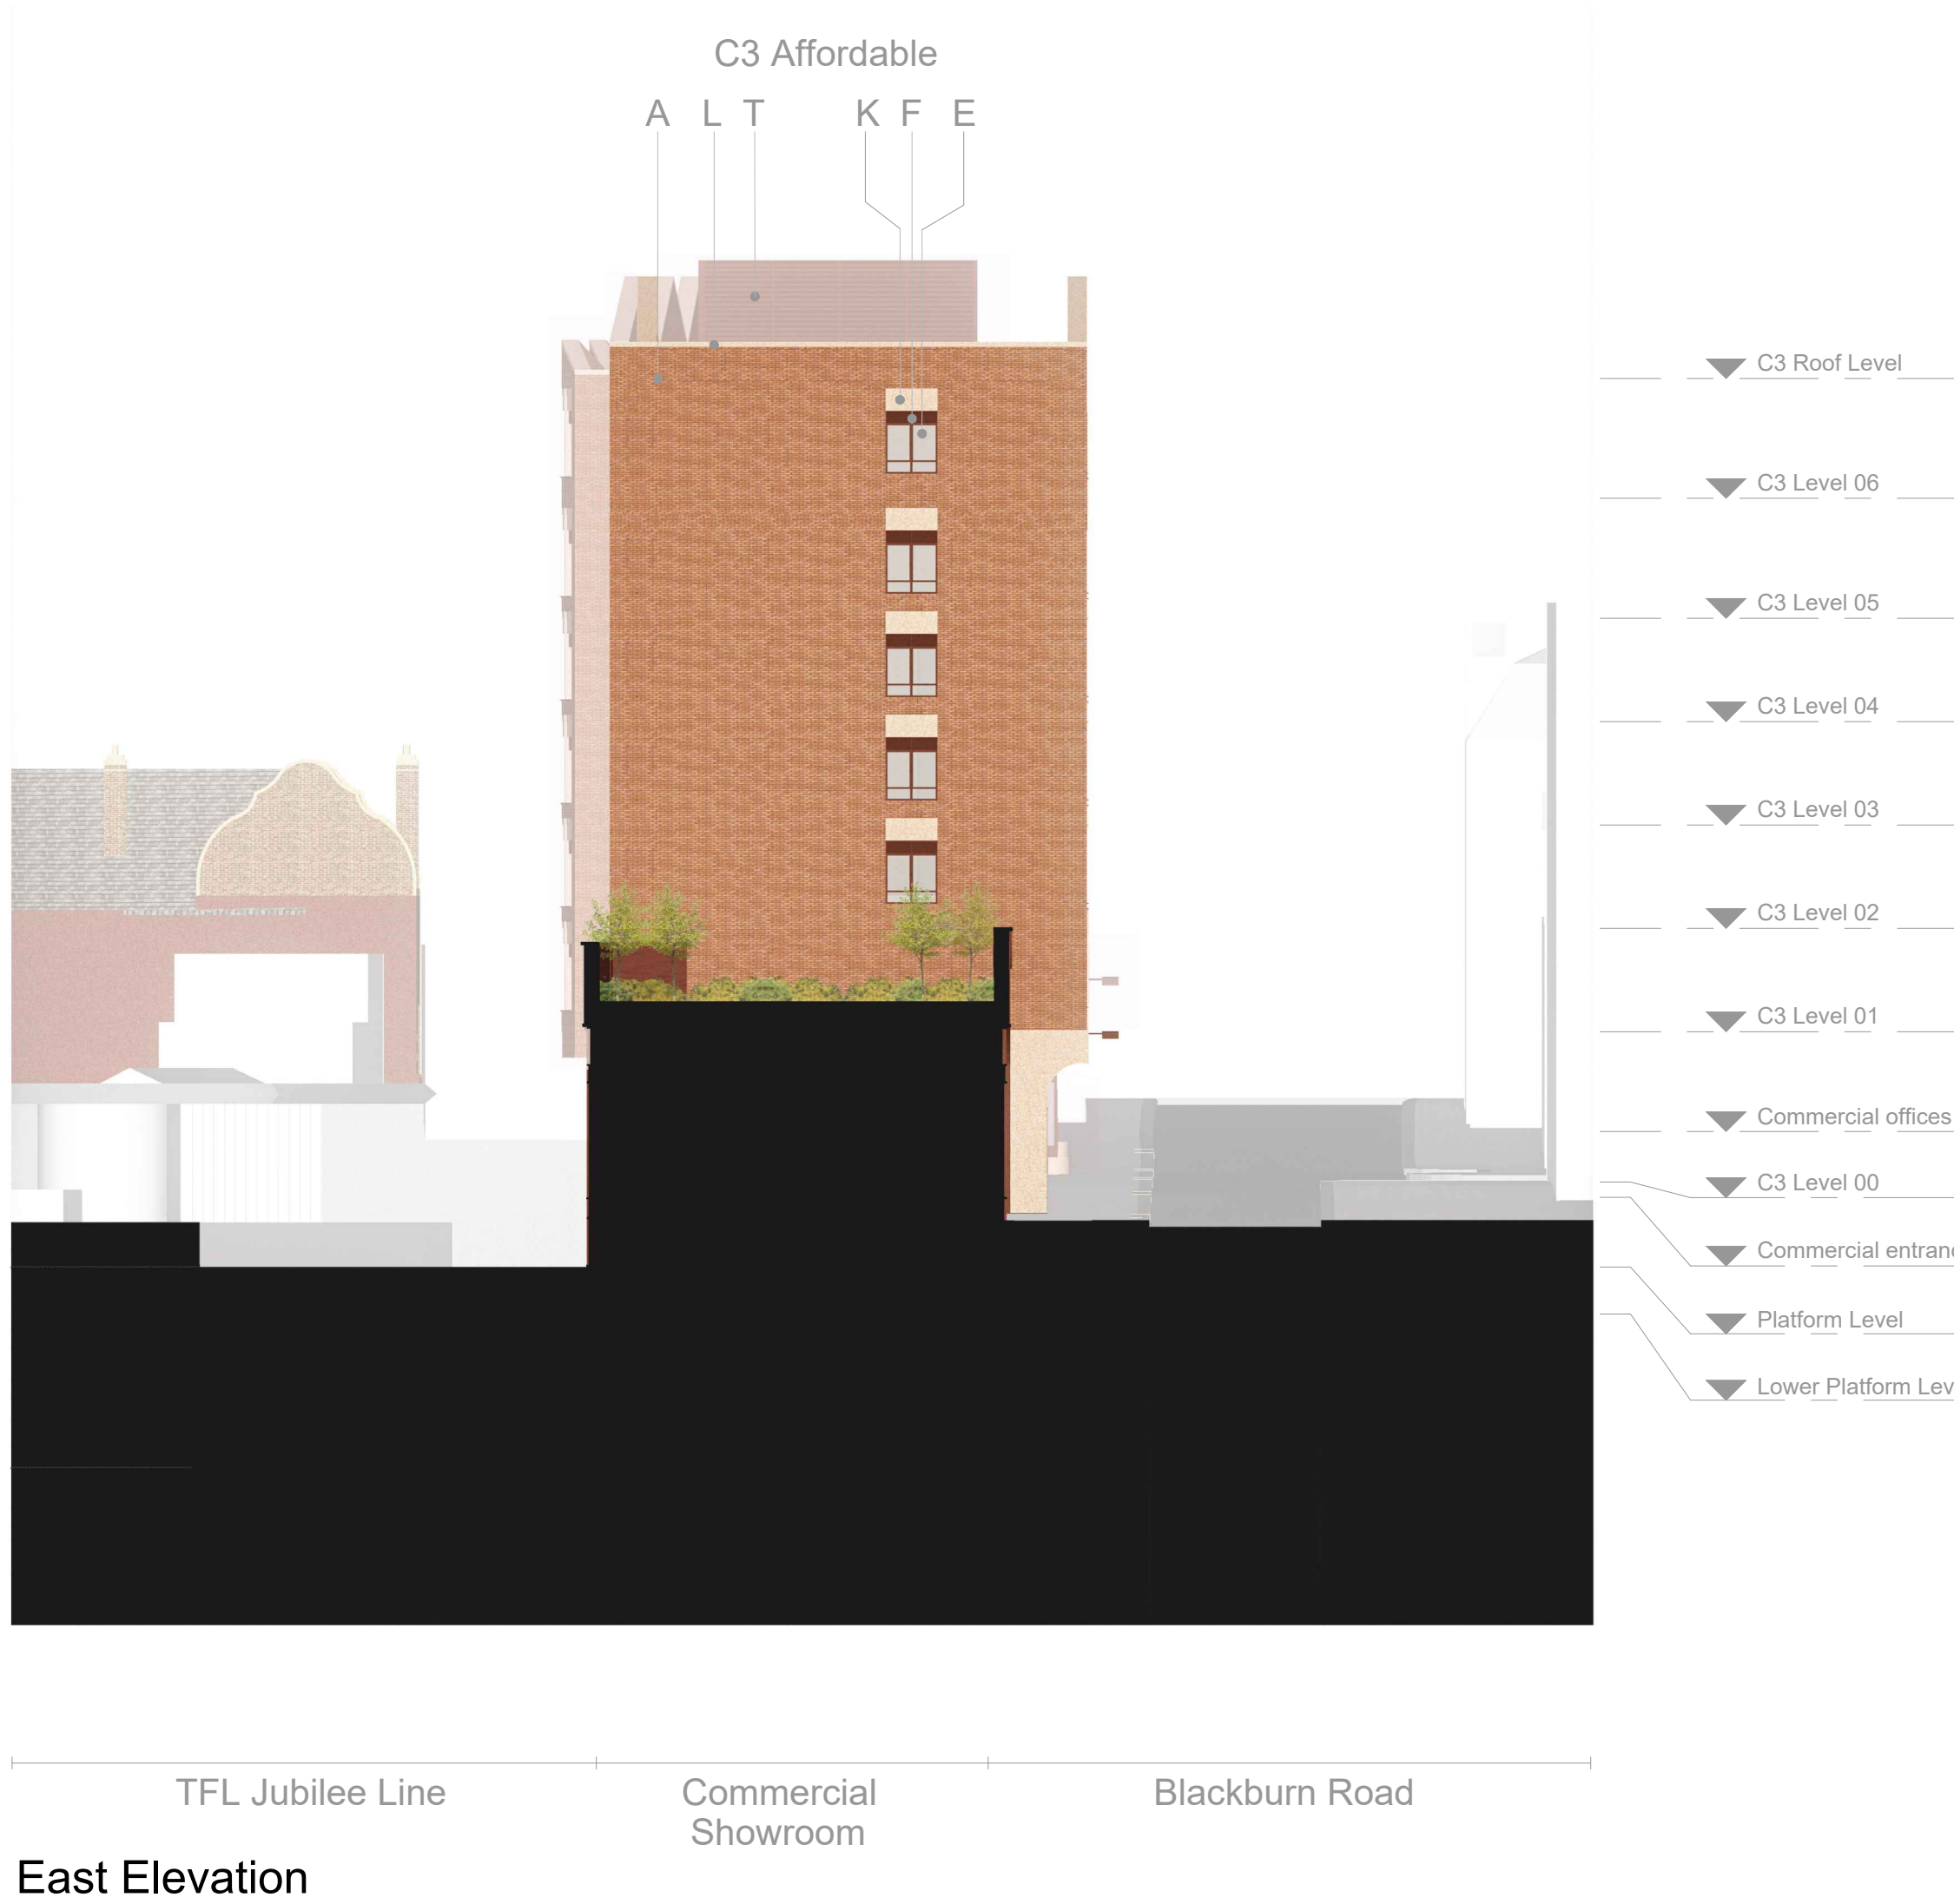 C3 Affordable
A L T K F E
C3 Roof Level
C3 Level 06
C3 Level 05
C3 Level 04
C3 Level 03
C3 Level 02
C3 Level 01
Commercial offices
C3 Level 00
Commercial
Platform Level
Lower Platform
TFL Jubilee Line
Commercial
Showroom
Blackburn Road
East Elevation